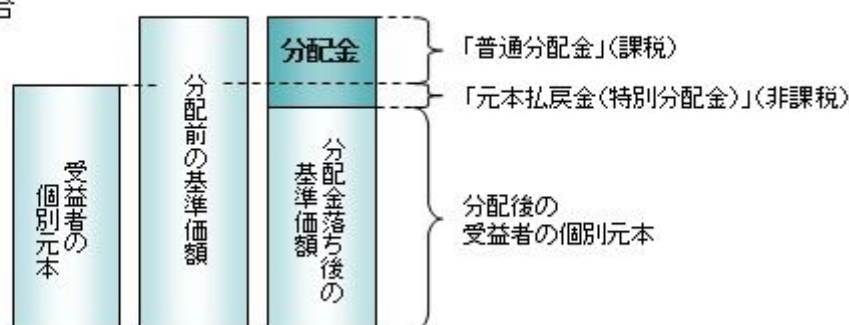 合
分配金
「普通分配金」(課税)
「元本払戻金(特別分配金)」(非課税)
受益者の
個別元本
分配前の基準価額
分配金落ち後の
基準価額
分配後の
受益者の個別元本